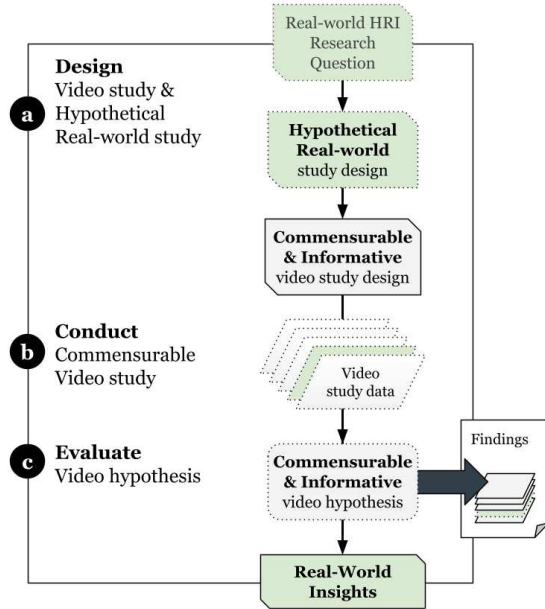 Real-world HRI
Research
Question
a
Design
Video study &
Hypothetical
Real-world study
Hypothetical
Real-world
study design
Commensurable
& Informative
video study design
b
Conduct
Commensurable
Video study
Video
study data
c
Evaluate
Video hypothesis
Commensurable
& Informative
video hypothesis
Findings
Real-World
Insights